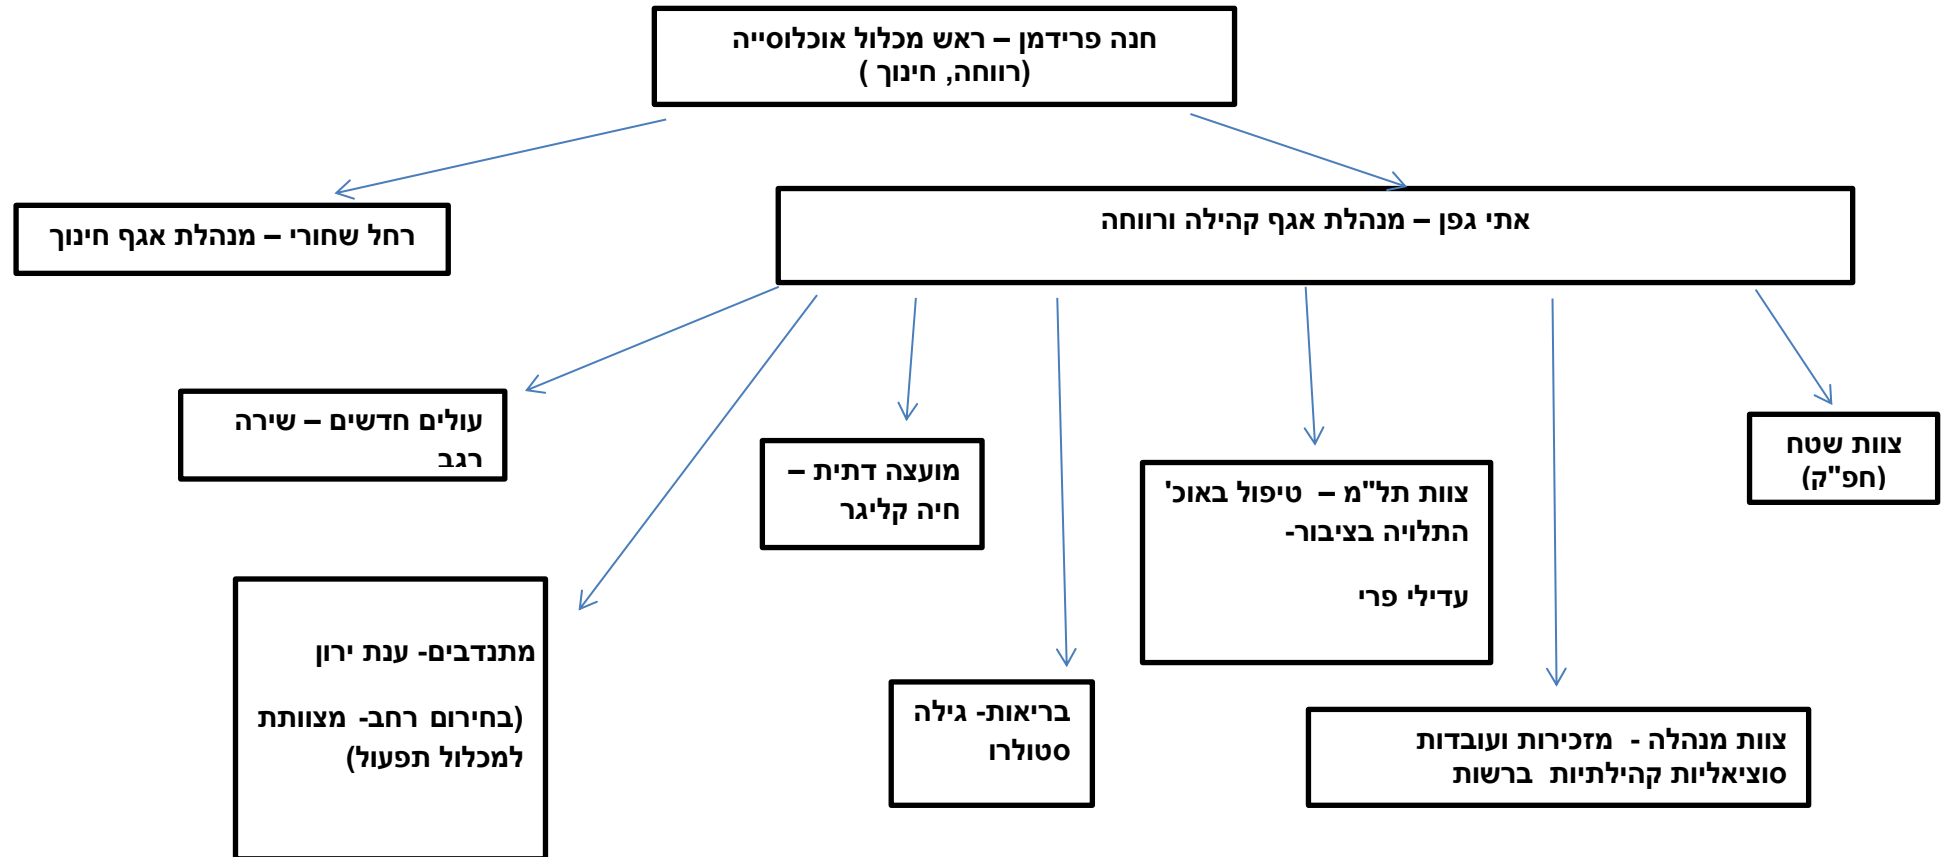 חנה פרידמן – ראש מכלול אוכלוסייה
(רווחה, חינוך )
אתי גפן – מנהלת אגף קהילה ורווחה
רחל שחורי – מנהלת אגף חינוך
צוות שטח
(חפ"ק)
צוות תל"מ – טיפול באוכ'
התלויה בציבור-
עדילי פרי
מועצה דתית –
חיה קליגר
עולים חדשים – שירה
רגב
צוות מנהלה - מזכירות ועובדות
סוציאליות קהילתיות ברשות
בריאות- גילה
סטולרו
מתנדבים- ענת ירון
(בחירום רחב- מצוותת
למכלול תפעול)